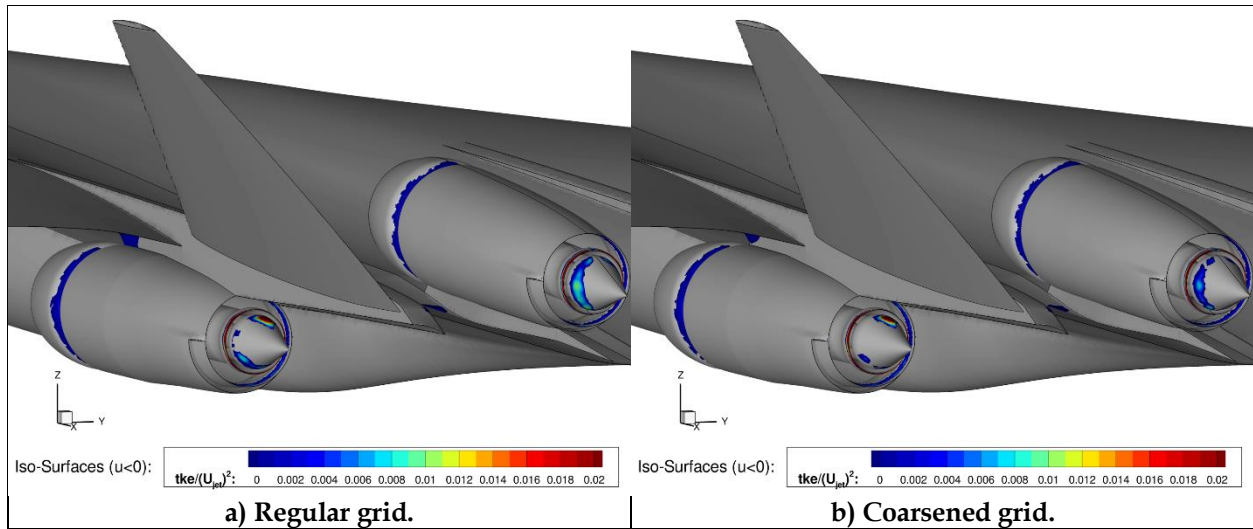 Z
Y
X
Iso-Surfaces (u<0):
tke/(U_jet)²: 0 0.002 0.004 0.006 0.008 0.01 0.012 0.014 0.016 0.018 0.02
a) Regular grid.
Z
Y
X
Iso-Surfaces (u<0):
tke/(U_jet)²: 0 0.002 0.004 0.006 0.008 0.01 0.012 0.014 0.016 0.018 0.02
b) Coarsened grid.